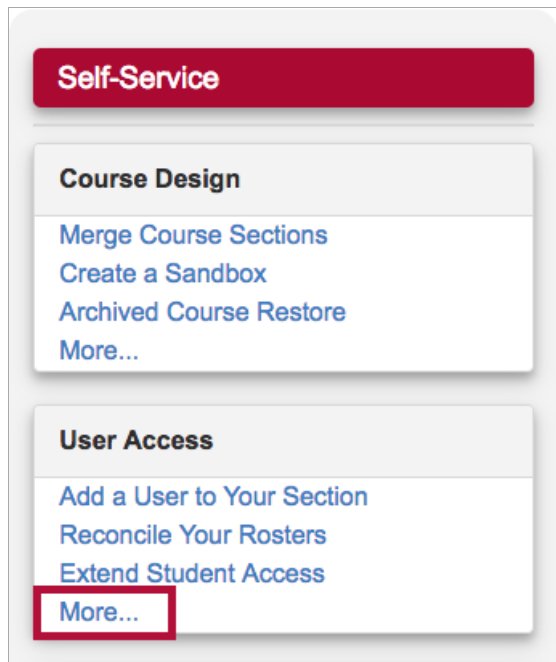 Self-Service
Course Design
Merge Course Sections
Create a Sandbox
Archived Course Restore
More...
User Access
Add a User to Your Section
Reconcile Your Rosters
Extend Student Access
More...